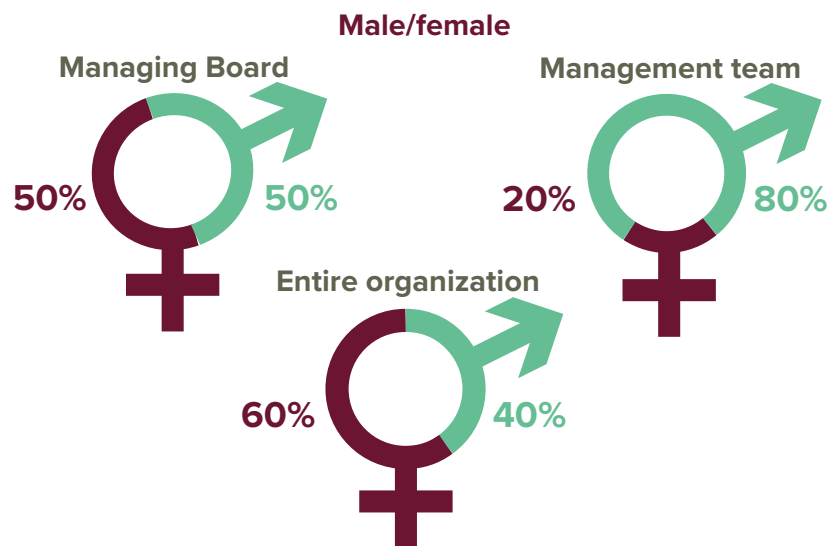 Male/female
Managing Board
50%
50%
Management team
20%
80%
Entire organization
60%
40%